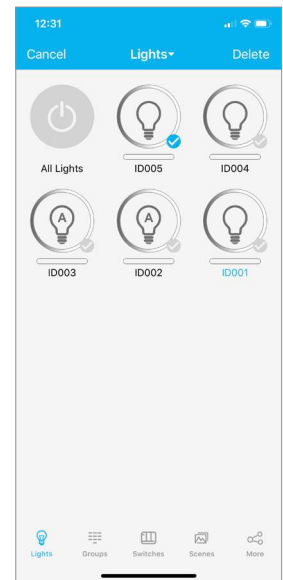 12:31
Cancel Lights Delete
All Lights ID005 ID004
A A
ID003 ID002 ID001
Lights Groups Switches Scenes More